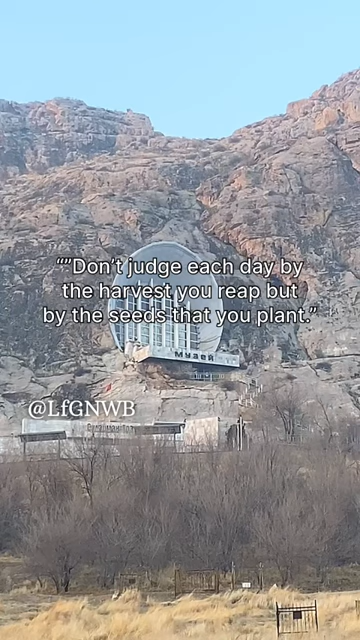 “”Don’t judge each day by
the harvest you reap but
by the seeds that you plant.”
МУЗЕЙ
@LfGNWB